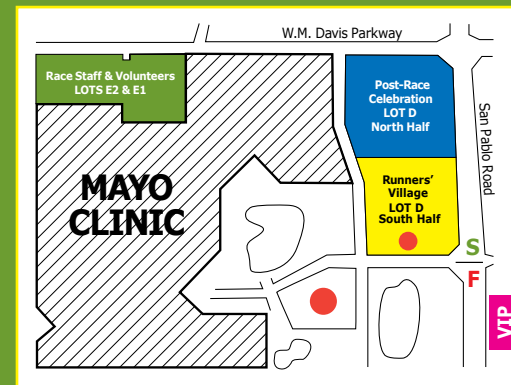 W.M. Davis Parkway
Race Staff & Volunteers
LOTS E2 & E1
Post-Race
Celebration
LOT D
North Half
San Pablo Road
MAYO
CLINIC
Runners’
Village
LOT D
South Half
S
F
VIP